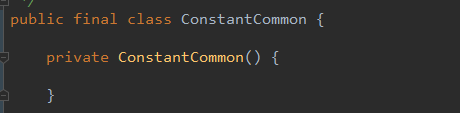 */
public final class ConstantCommon {
private ConstantCommon() {
}